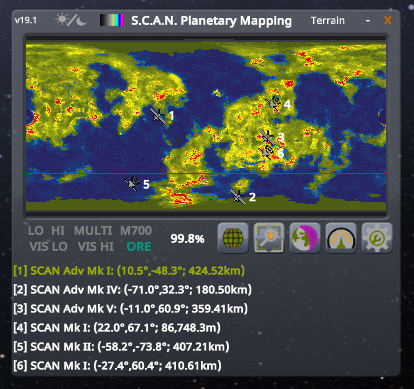 v19.1 S.C.A.N. Planetary Mapping Terrain - X
1
4
3
6
5
2
LO HI MULTI M700
VIS LO VIS HI ORE 99.8%
[1] SCAN Adv Mk I: (10.5°,-48.3°; 424.52km)
[2] SCAN Adv Mk IV: (-71.0°,32.3°; 180.50km)
[3] SCAN Adv Mk V: (-11.0°,60.9°; 359.41km)
[4] SCAN Mk I: (22.0°,67.1°; 86,748.3m)
[5] SCAN Mk II: (-58.2°,-73.8°; 407.21km)
[6] SCAN Mk I: (-27.4°,60.4°; 410.61km)